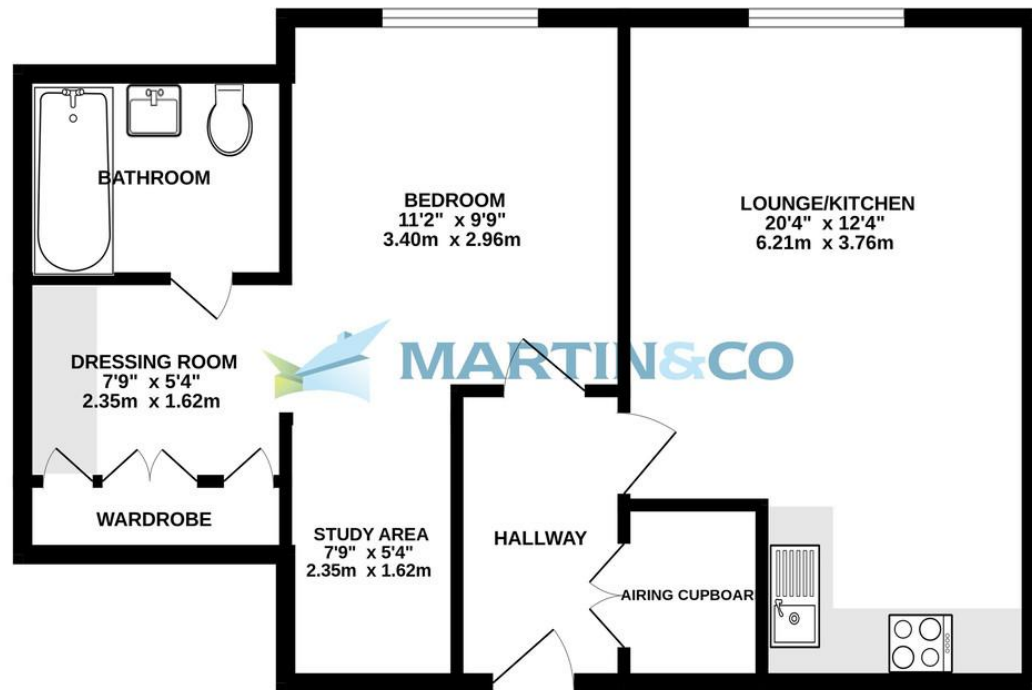 BATHROOM
BEDROOM
11'2" x 9'9"
3.40m x 2.96m
LOUNGE/KITCHEN
20'4" x 12'4"
6.21m x 3.76m
DRESSING ROOM
7'9" x 5'4"
2.35m x 1.62m
MARTIN&CO
WARDROBE
STUDY AREA
7'9" x 5'4"
2.35m x 1.62m
HALLWAY
AIRING CUPBOAR